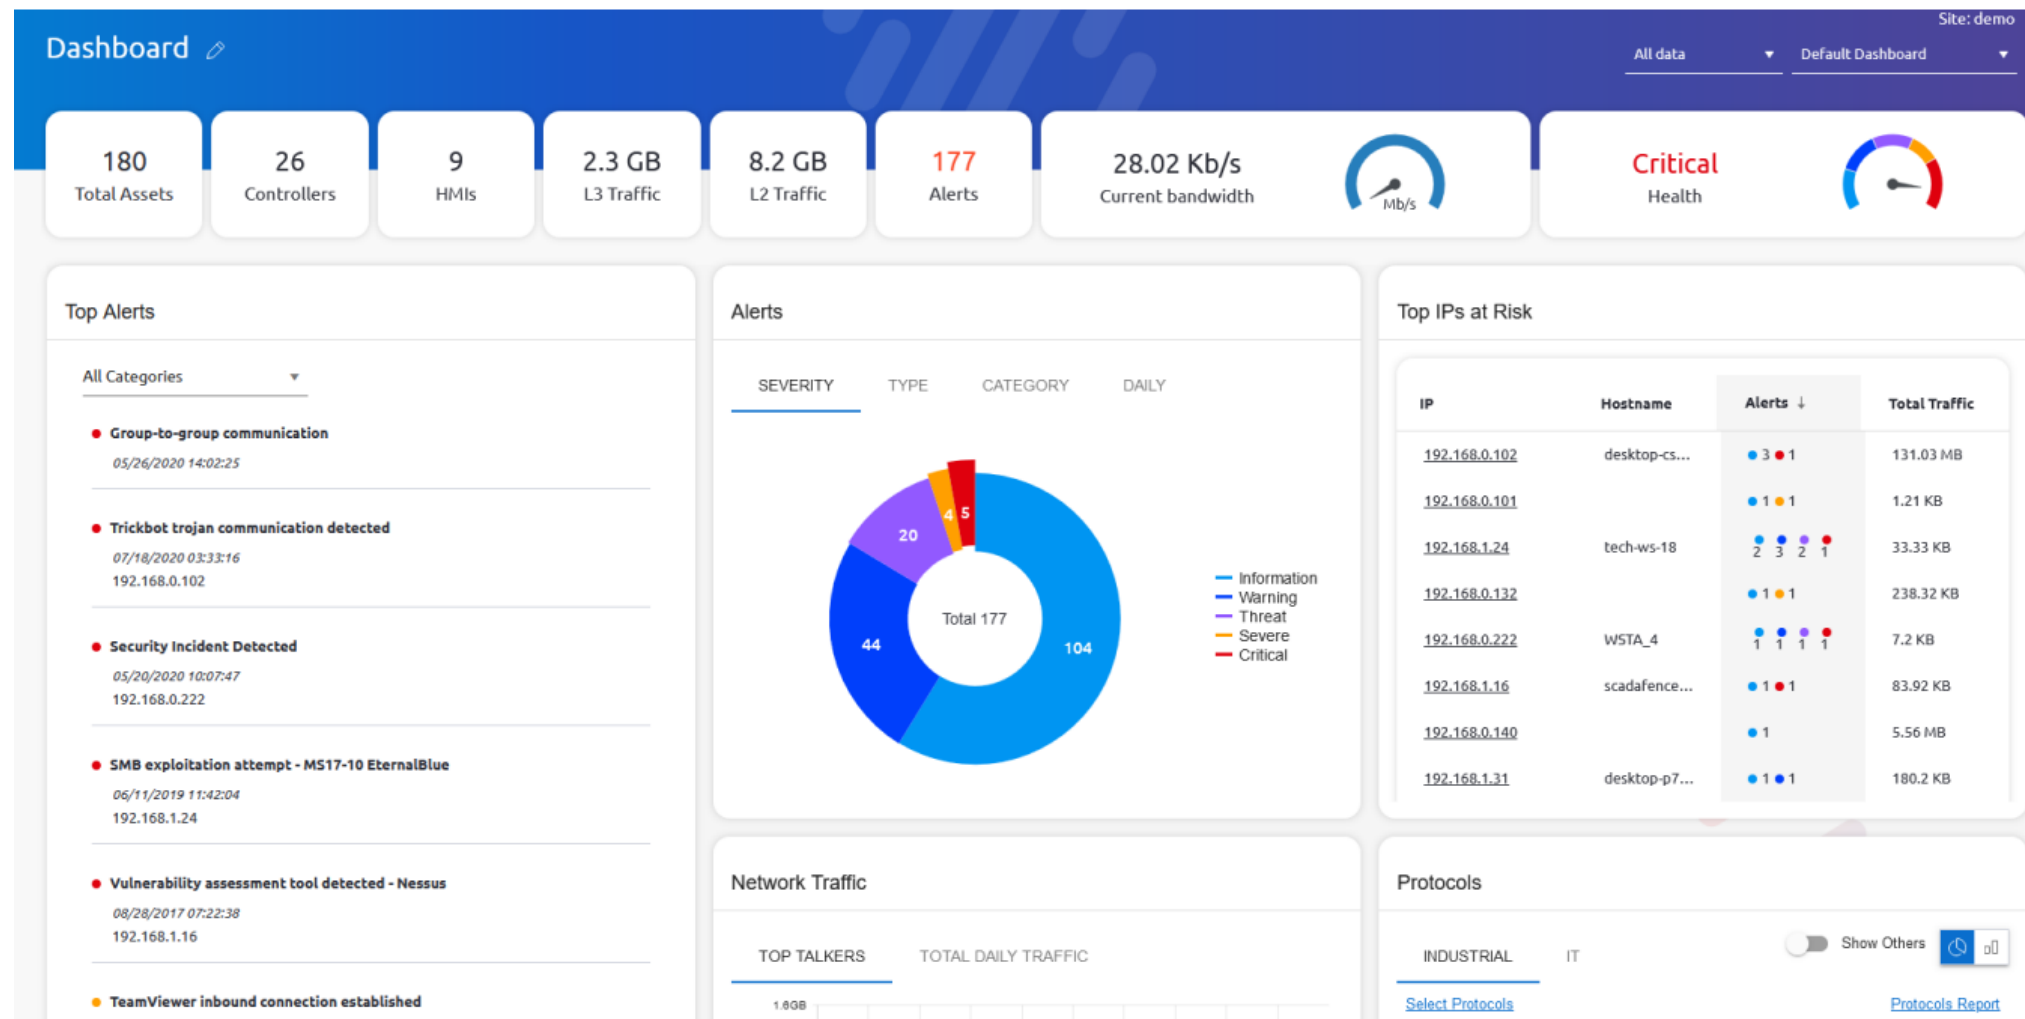 Site: demo
Dashboard
All data
Default Dashboard
180
Total Assets
26
Controllers
9
HMIs
2.3 GB
L3 Traffic
8.2 GB
L2 Traffic
177
Alerts
28.02 Kb/s
Current bandwidth
Mb/s
Critical
Health
Top Alerts
All Categories
Group-to-group communication
05/26/2020 14:02:25
Trickbot trojan communication detected
07/18/2020 03:33:16
192.168.0.102
Security Incident Detected
05/20/2020 10:07:47
192.168.0.222
SMB exploitation attempt - MS17-10 EternalBlue
06/11/2019 11:42:04
192.168.1.24
Vulnerability assessment tool detected - Nessus
08/28/2017 07:22:38
192.168.1.16
TeamViewer inbound connection established
Alerts
SEVERITY TYPE CATEGORY DAILY
4 5
20
44
104
Total 177
Information
Warning
Threat
Severe
Critical
Top IPs at Risk
IP Hostname Alerts ↓ Total Traffic
192.168.0.102 desktop-cs... 3 1 131.03 MB
192.168.0.101 1 1 1.21 KB
192.168.1.24 tech-ws-18 2 3 2 1 33.33 KB
192.168.0.132 1 1 238.32 KB
192.168.0.222 WSTA_4 1 1 1 1 7.2 KB
192.168.1.16 scadafence... 1 1 83.92 KB
192.168.0.140 1 5.56 MB
192.168.1.31 desktop-p7... 1 1 180.2 KB
Network Traffic
TOP TALKERS TOTAL DAILY TRAFFIC
1.6GB
Protocols
Show Others
INDUSTRIAL IT
Select Protocols
Protocols Report